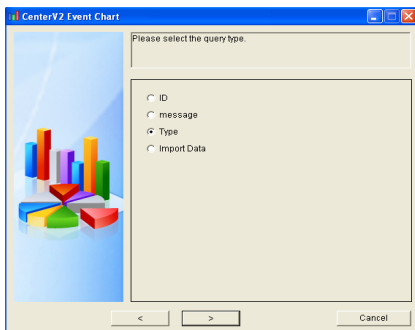 CenterV2 Event Chart
Please select the query type.
ID
message
Type
Import Data
< > Cancel